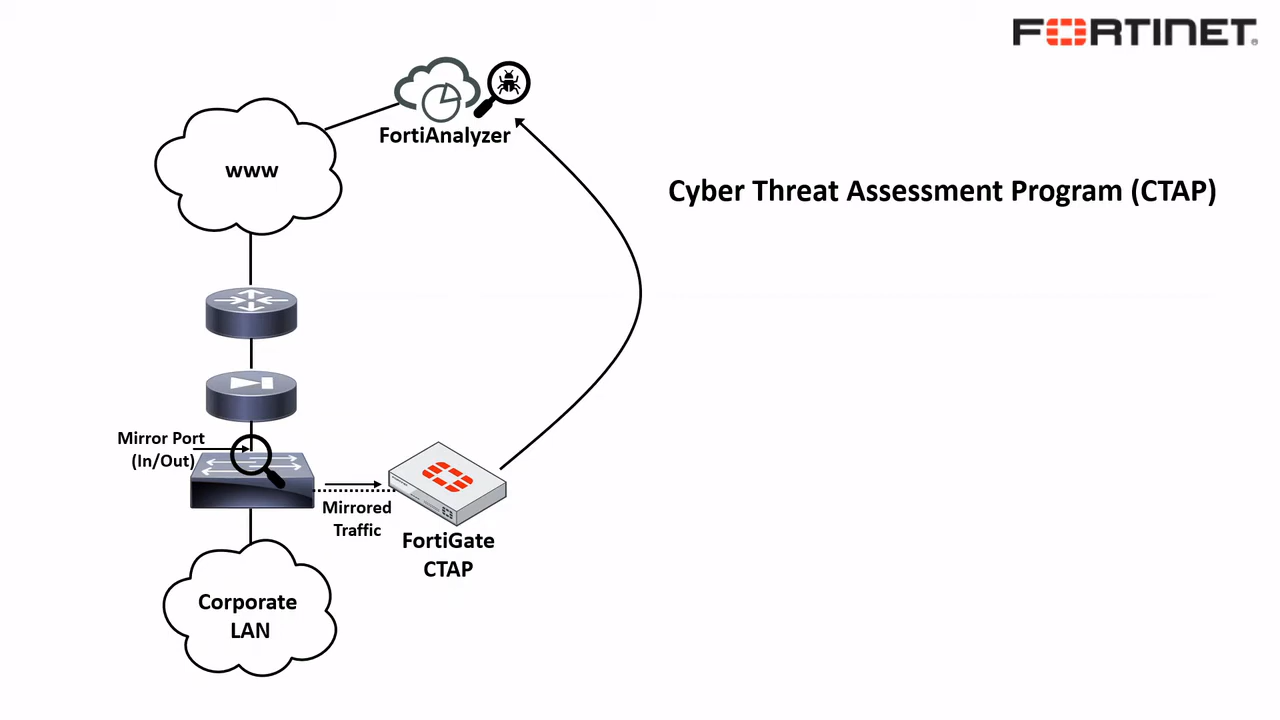 FORTINET
FortiAnalyzer
www
Cyber Threat Assessment Program (CTAP)
Mirror Port
(In/Out)
Mirrored
Traffic
FortiGate
CTAP
Corporate
LAN